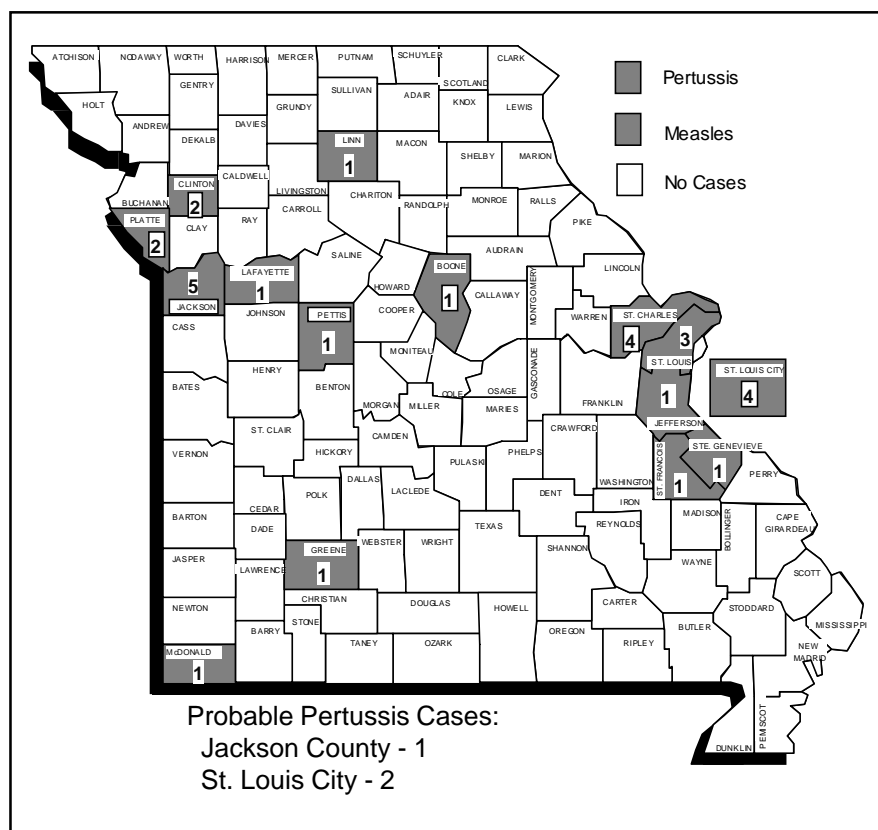 ATCHISON
NODAWAY
WORTH
HARRISON
MERCER
PUTNAM
SCHUYLER
SCOTLAND
CLARK
HOLT
GENTRY
SULLIVAN
ADAIR
KNOX
LEWIS
GRUNDY
ANDREW
DEKALB
DAVIES
LINN
1
MACON
SHELBY
MARION
CLINTON
2
CALDWELL
LIVINGSTON
CHARITON
BUCHANAN
RANDOLPH
MONROE
RALLS
PIKE
PLATTE
2
CLAY
RAY
CARROLL
SALINE
AUDRAIN
LINCOLN
5
JACKSON
LAFAYETTE
1
HOWARD
BOONE
1
CALLAWAY
MONTGOMERY
WARREN
ST. CHARLES
4
3
CASS
JOHNSON
PETTIS
1
COOPER
MONITEAU
ST. LOUIS
ST. LOUIS CITY
4
BATES
HENRY
BENTON
MORGAN
MILLER
COLE
OSAGE
GASCONADE
FRANKLIN
1
JEFFERSON
MARIES
ST. CLAIR
CAMDEN
CRAWFORD
VERNON
HICKORY
PULASKI
PHELPS
WASHINGTON
ST. FRANCOIS
1
STE. GENEVIEVE
1
PERRY
CEDAR
POLK
DALLAS
LACLEDE
DENT
IRON
BARTON
DADE
TEXAS
REYNOLDS
MADISON
BOLLINGER
CAPE
GIRARDEAU
JASPER
LAWRENCE
GREENE
1
WEBSTER
WRIGHT
SHANNON
WAYNE
SCOTT
NEWTON
CHRISTIAN
DOUGLAS
HOWELL
CARTER
STODDARD
MISSISSIPPI
McDONALD
1
BARRY
STONE
TANEY
OZARK
OREGON
RIPLEY
BUTLER
NEW
MADRID
DUNKLIN
PEMISCOT
Pertussis
Measles
No Cases
Probable Pertussis Cases:
Jackson County - 1
St. Louis City - 2